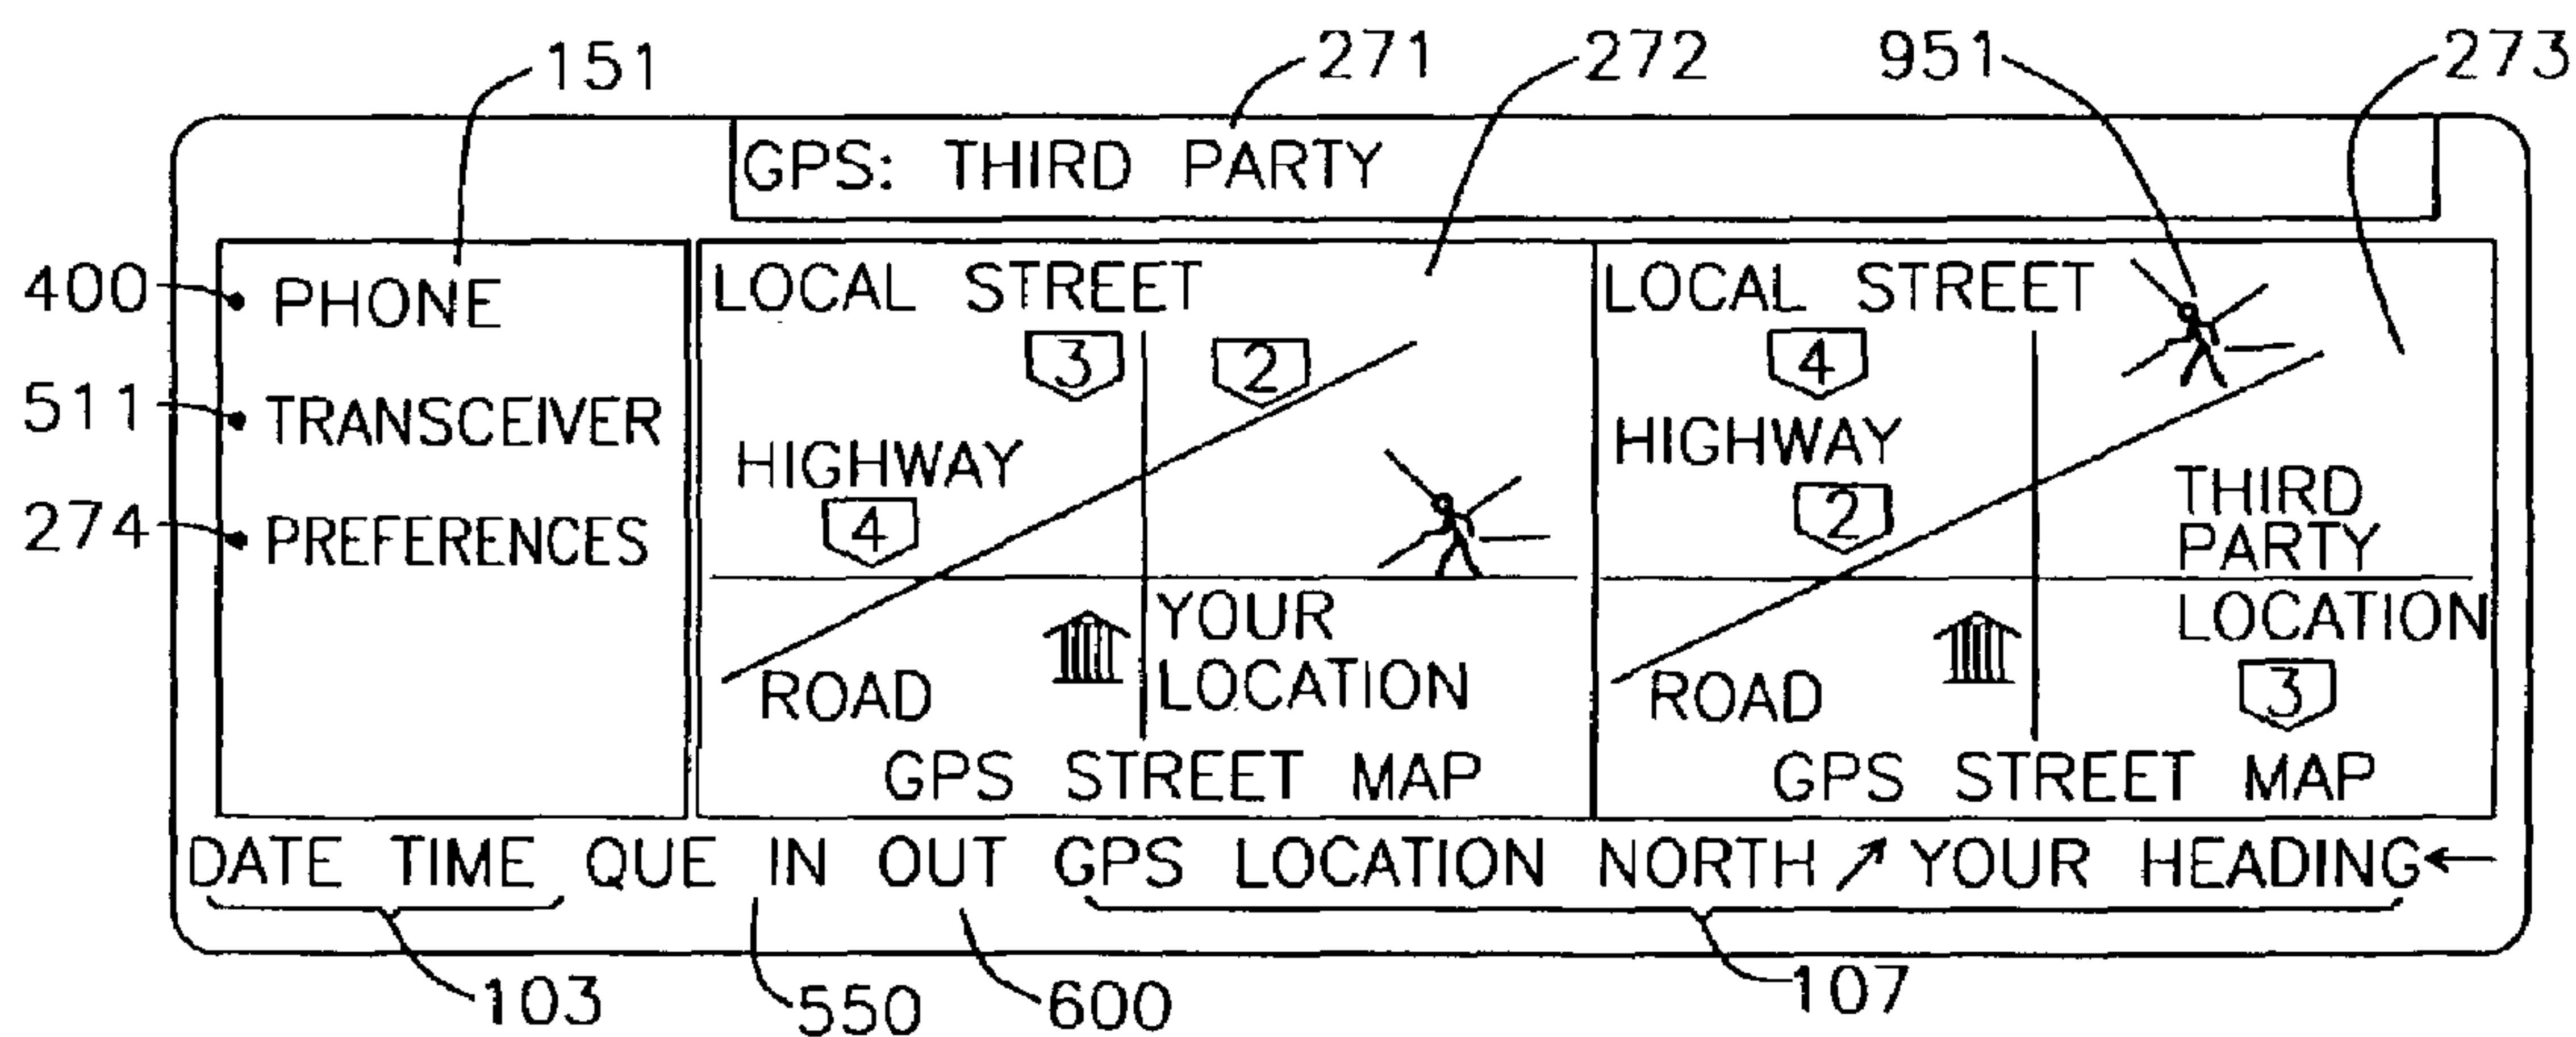 151
271
272
951
273
GPS: THIRD PARTY
400
PHONE
511
TRANSCEIVER
274
PREFERENCES
LOCAL STREET
3
2
HIGHWAY
4
YOUR
LOCATION
ROAD
GPS STREET MAP
LOCAL STREET
4
HIGHWAY
2
THIRD
PARTY
LOCATION
3
ROAD
GPS STREET MAP
DATE TIME QUE IN OUT GPS LOCATION NORTH ↗ YOUR HEADING ←
103
550
600
107